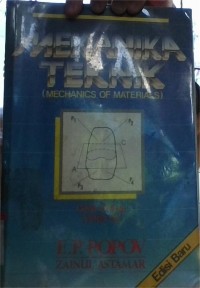 MEKANIKA
TEKNIK
(MECHANICS OF MATERIALS)
E.P. POPOV
ZAINUL ASTAMAR
Edisi Baru